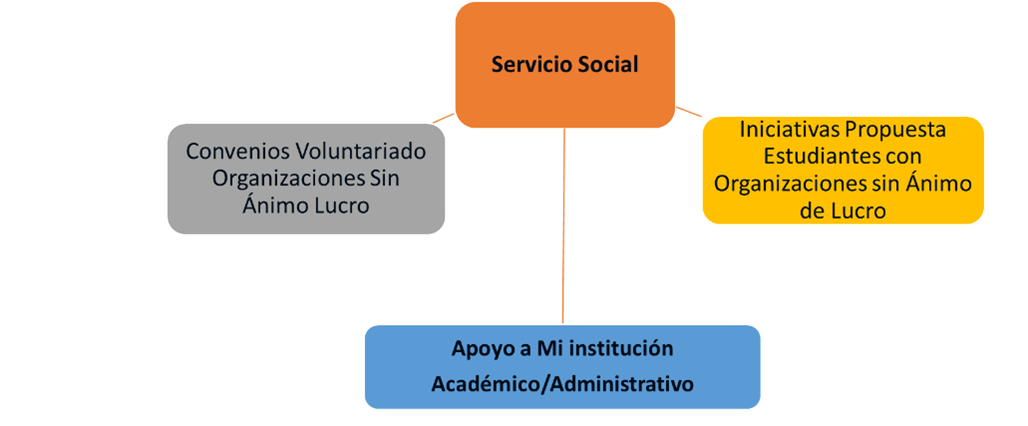 Servicio Social
Convenios Voluntariado
Organizaciones Sin
Ánimo Lucro
Iniciativas Propuesta
Estudiantes con
Organizaciones sin Ánimo
de Lucro
Apoyo a Mi institución
Académico/Administrativo